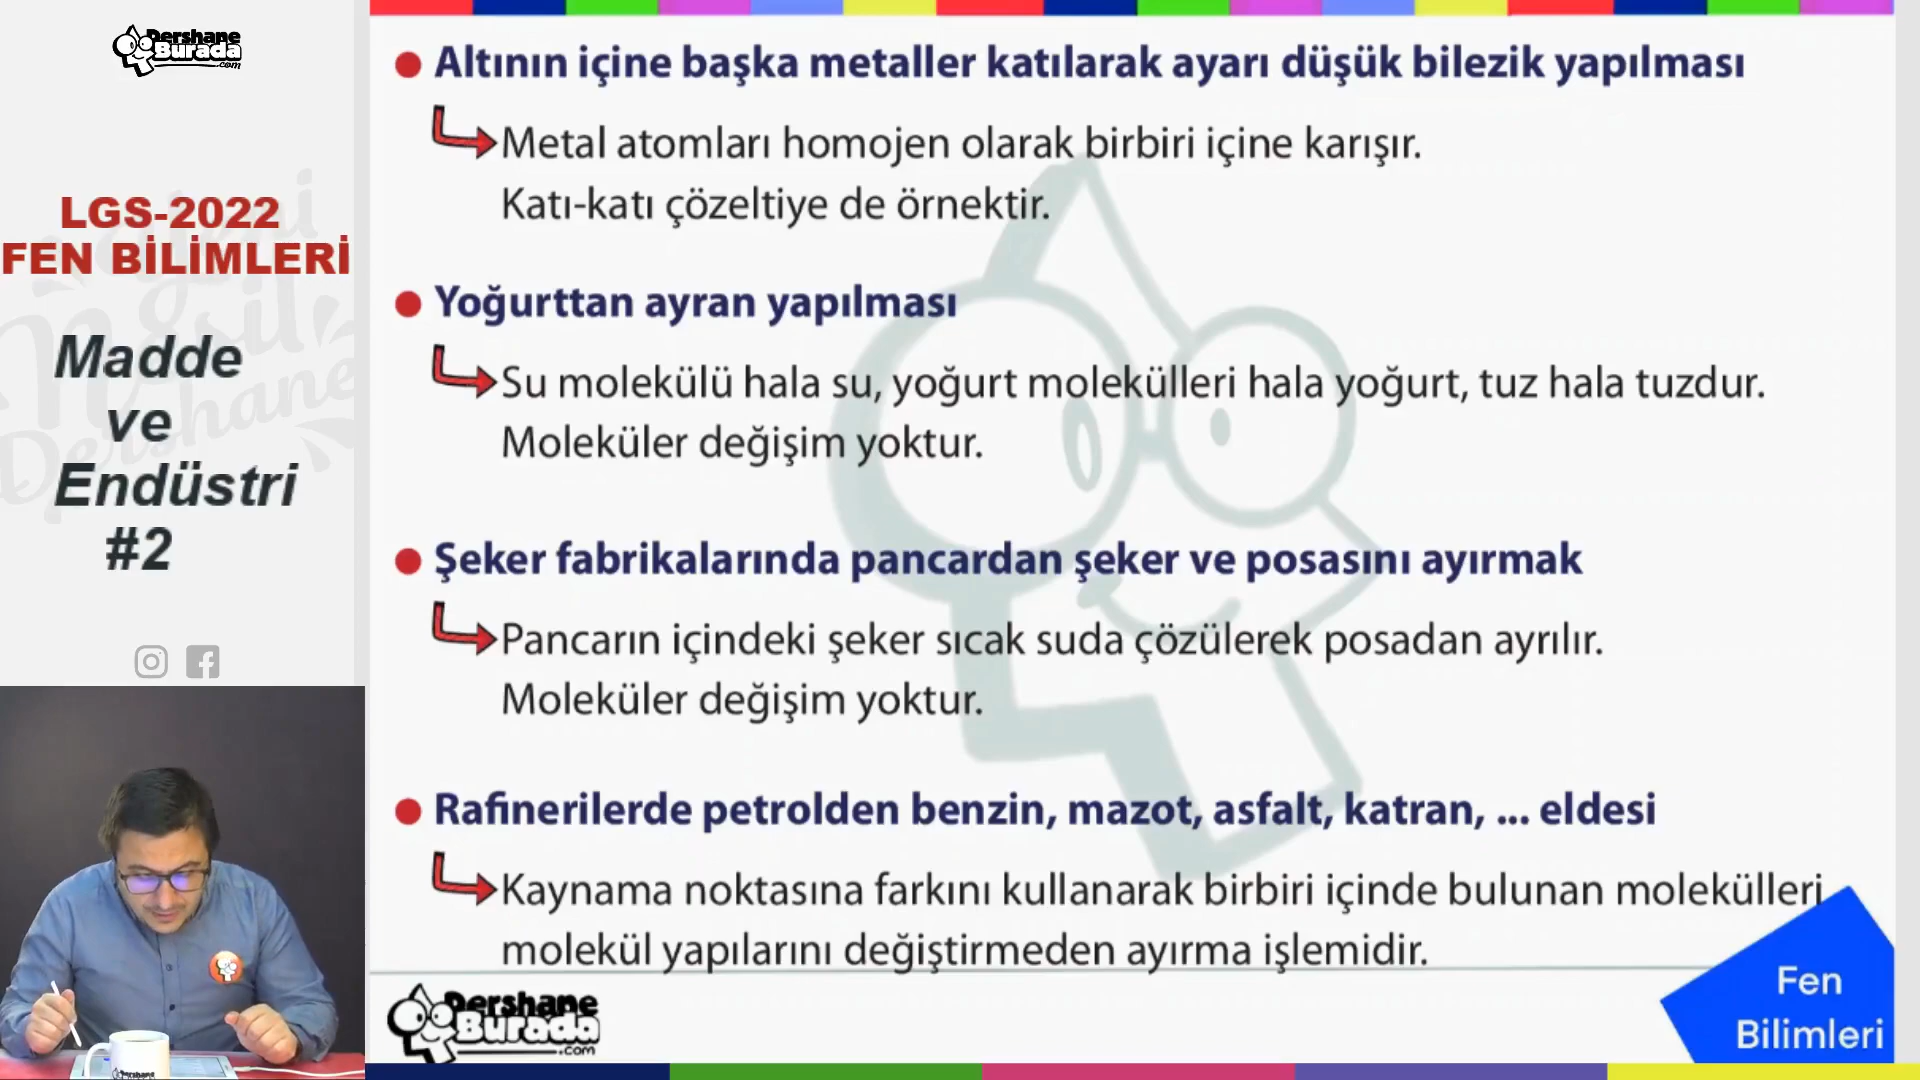 Dershane
Burada
.com
LGS-2022
FEN BİLİMLERİ
Madde
ve
Endüstri
#2
Altının içine başka metaller katılarak ayarı düşük bilezik yapılması
Metal atomları homojen olarak birbiri içine karışır.
Katı-katı çözeltiye de örnektir.
Yoğurttan ayran yapılması
Su molekülü hala su, yoğurt molekülleri hala yoğurt, tuz hala tuzdur.
Moleküler değişim yoktur.
Şeker fabrikalarında pancardan şeker ve posasını ayırmak
Pancarın içindeki şeker sıcak suda çözülerek posadan ayrılır.
Moleküler değişim yoktur.
Rafinerilerde petrolden benzin, mazot, asfalt, katran, ... eldesi
Kaynama noktasına farkını kullanarak birbiri içinde bulunan molekülleri
molekül yapılarını değiştirmeden ayırma işlemidir.
Dershane
Burada
.com
Fen
Bilimleri